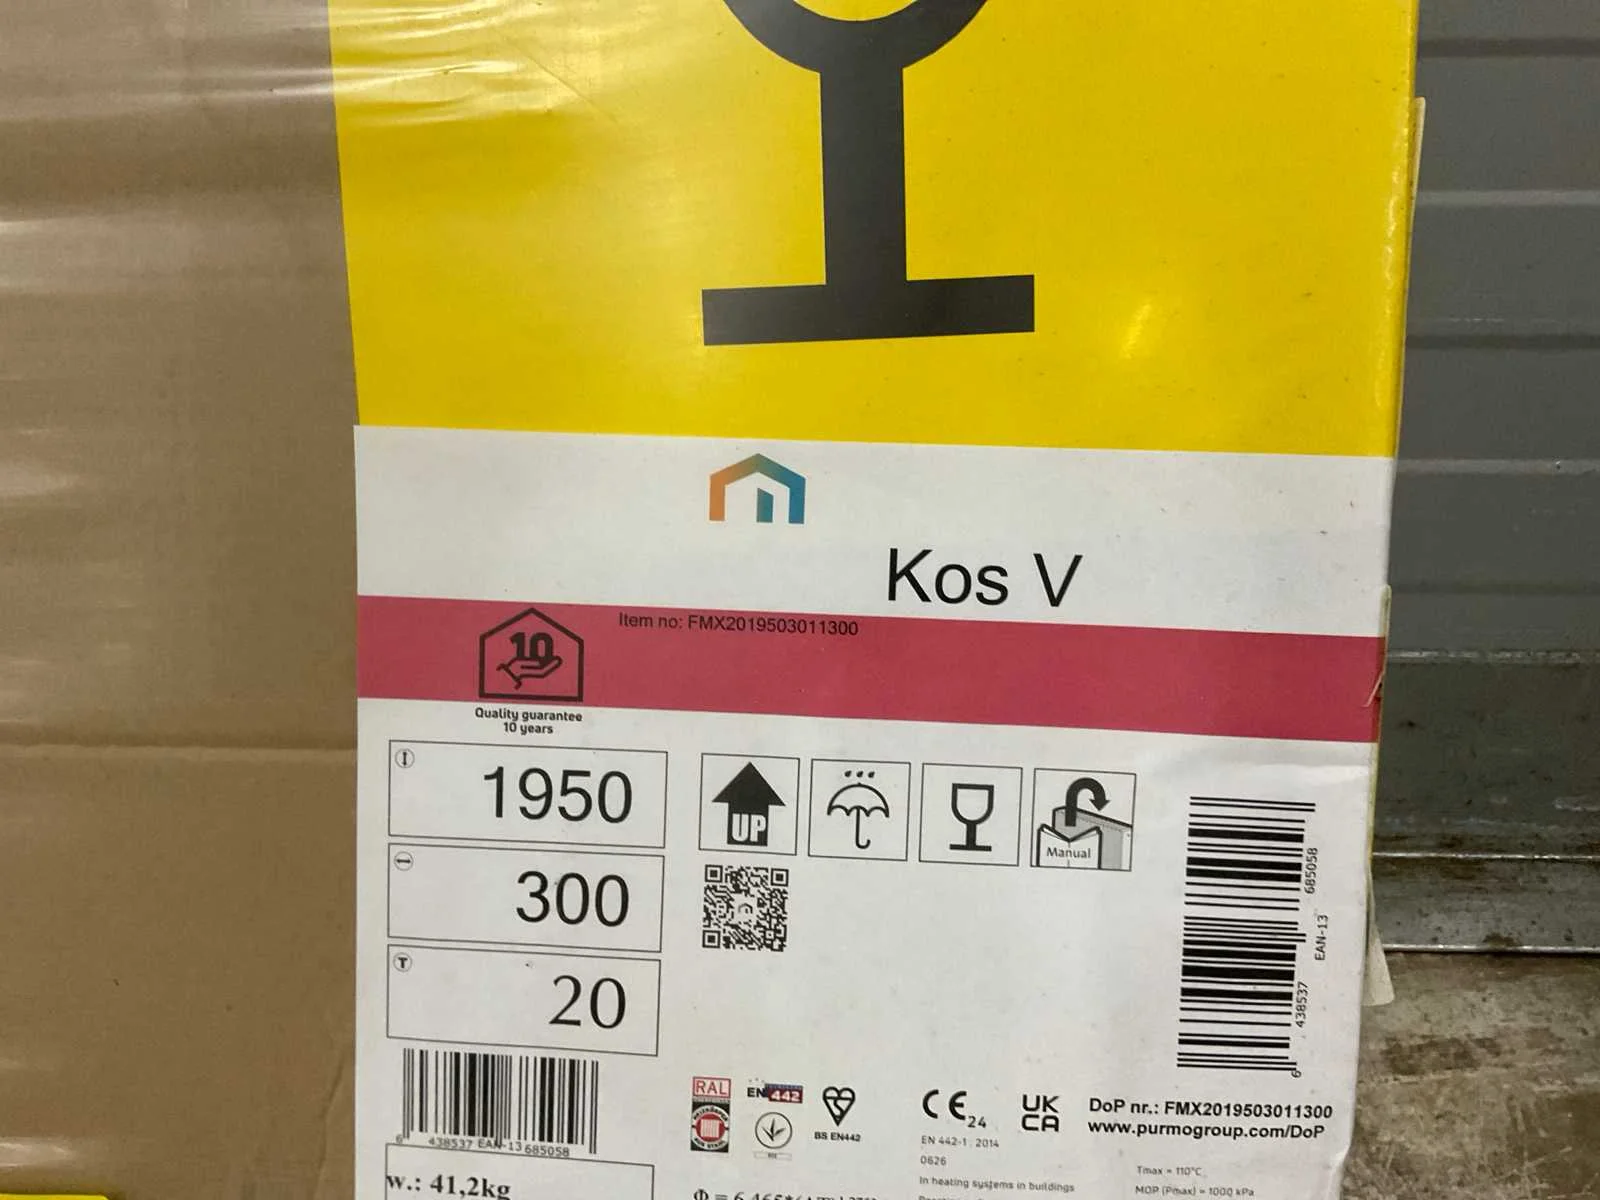 Kos V
Item no: FMX2019503011300
10
Quality guarantee
10 years
1950
300
T
20
UP
Manual
685058
EAN-13
438537
6
6 438537 EAN-13 685058
w.: 41,2kg
RAL
EN 442
BS EN442
CE 24
EN 442-1 : 2014
0626
In heating systems in buildings
UK
CA
DoP nr.: FMX2019503011300
www.purmogroup.com/DoP
Tmax = 110°C
MOP (Pmax) = 1000 kPa